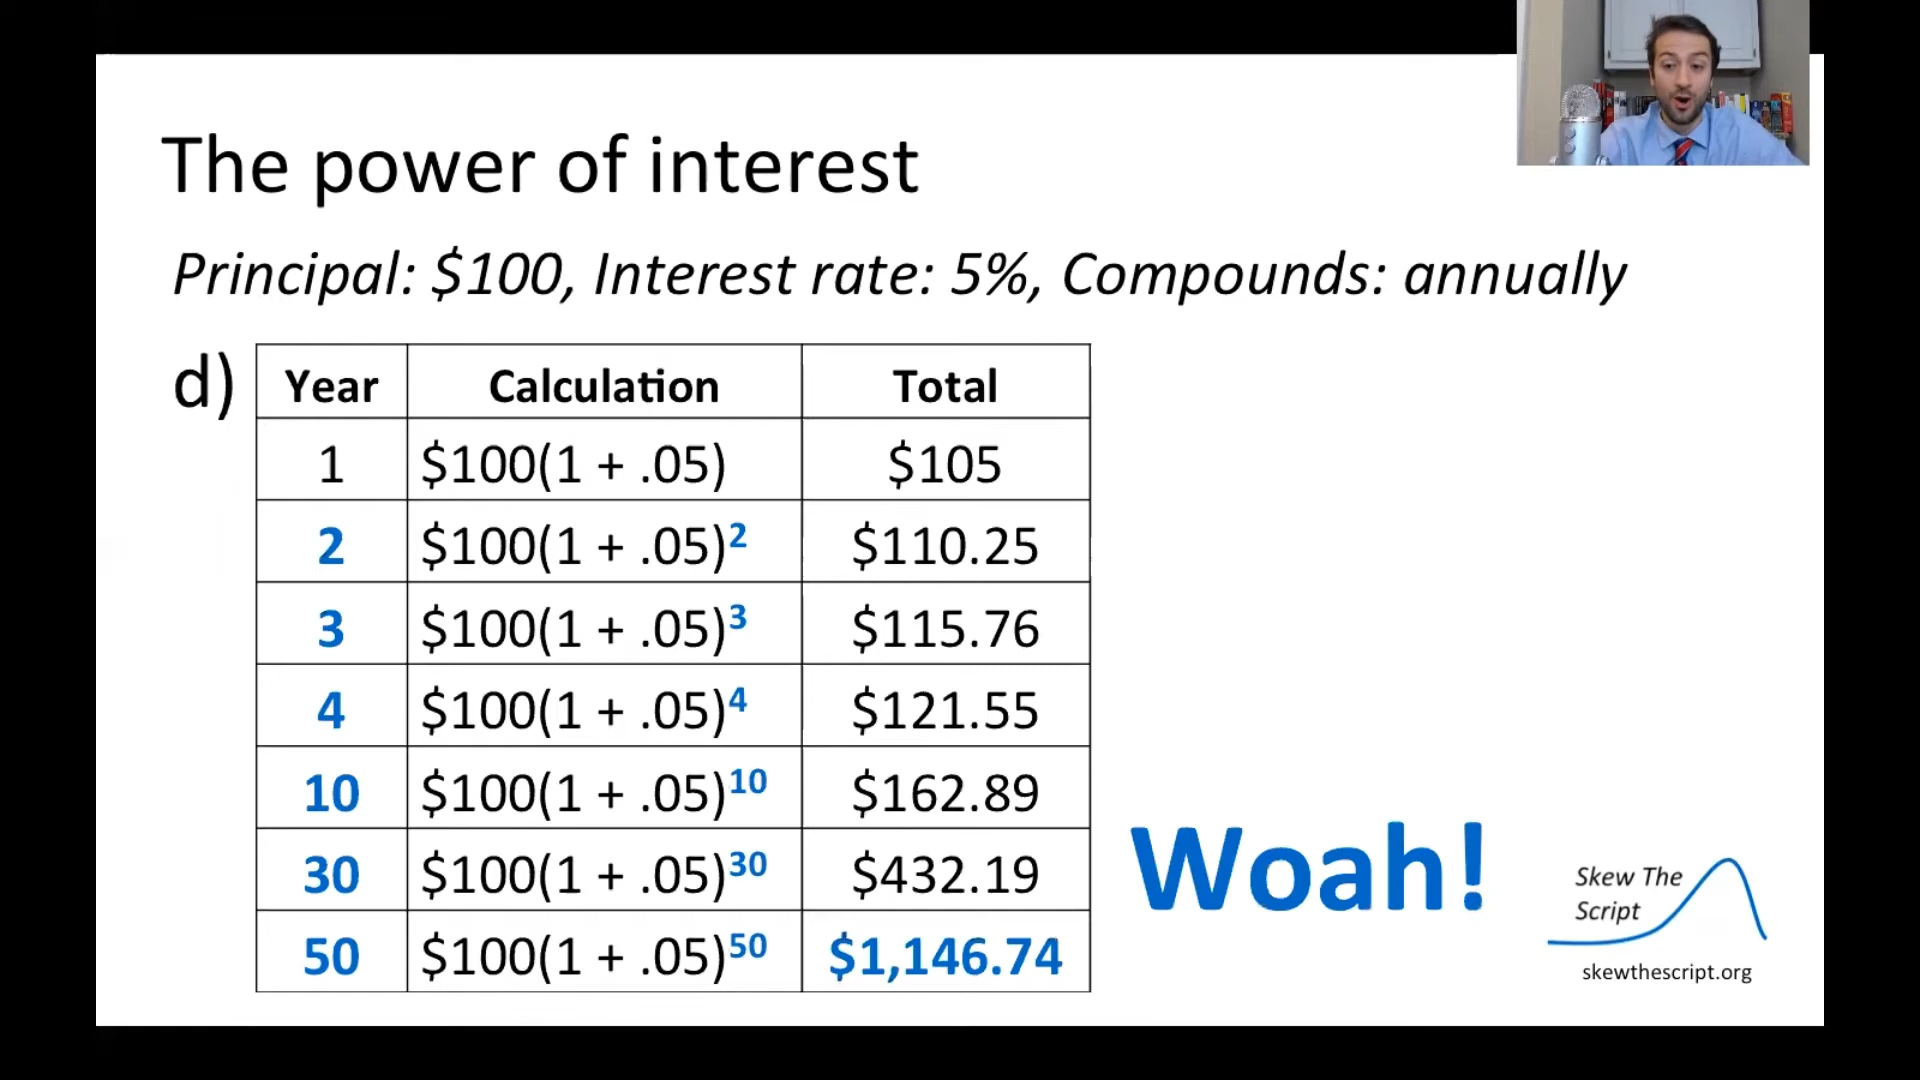 The power of interest
Principal: $100, Interest rate: 5%, Compounds: annually
d)
Year Calculation Total
1 $100(1 + .05) $105
2 $100(1 + .05)² $110.25
3 $100(1 + .05)³ $115.76
4 $100(1 + .05)⁴ $121.55
10 $100(1 + .05)¹⁰ $162.89
30 $100(1 + .05)³⁰ $432.19
50 $100(1 + .05)⁵⁰ $1,146.74
Woah!
Skew The
Script
skewthescript.org